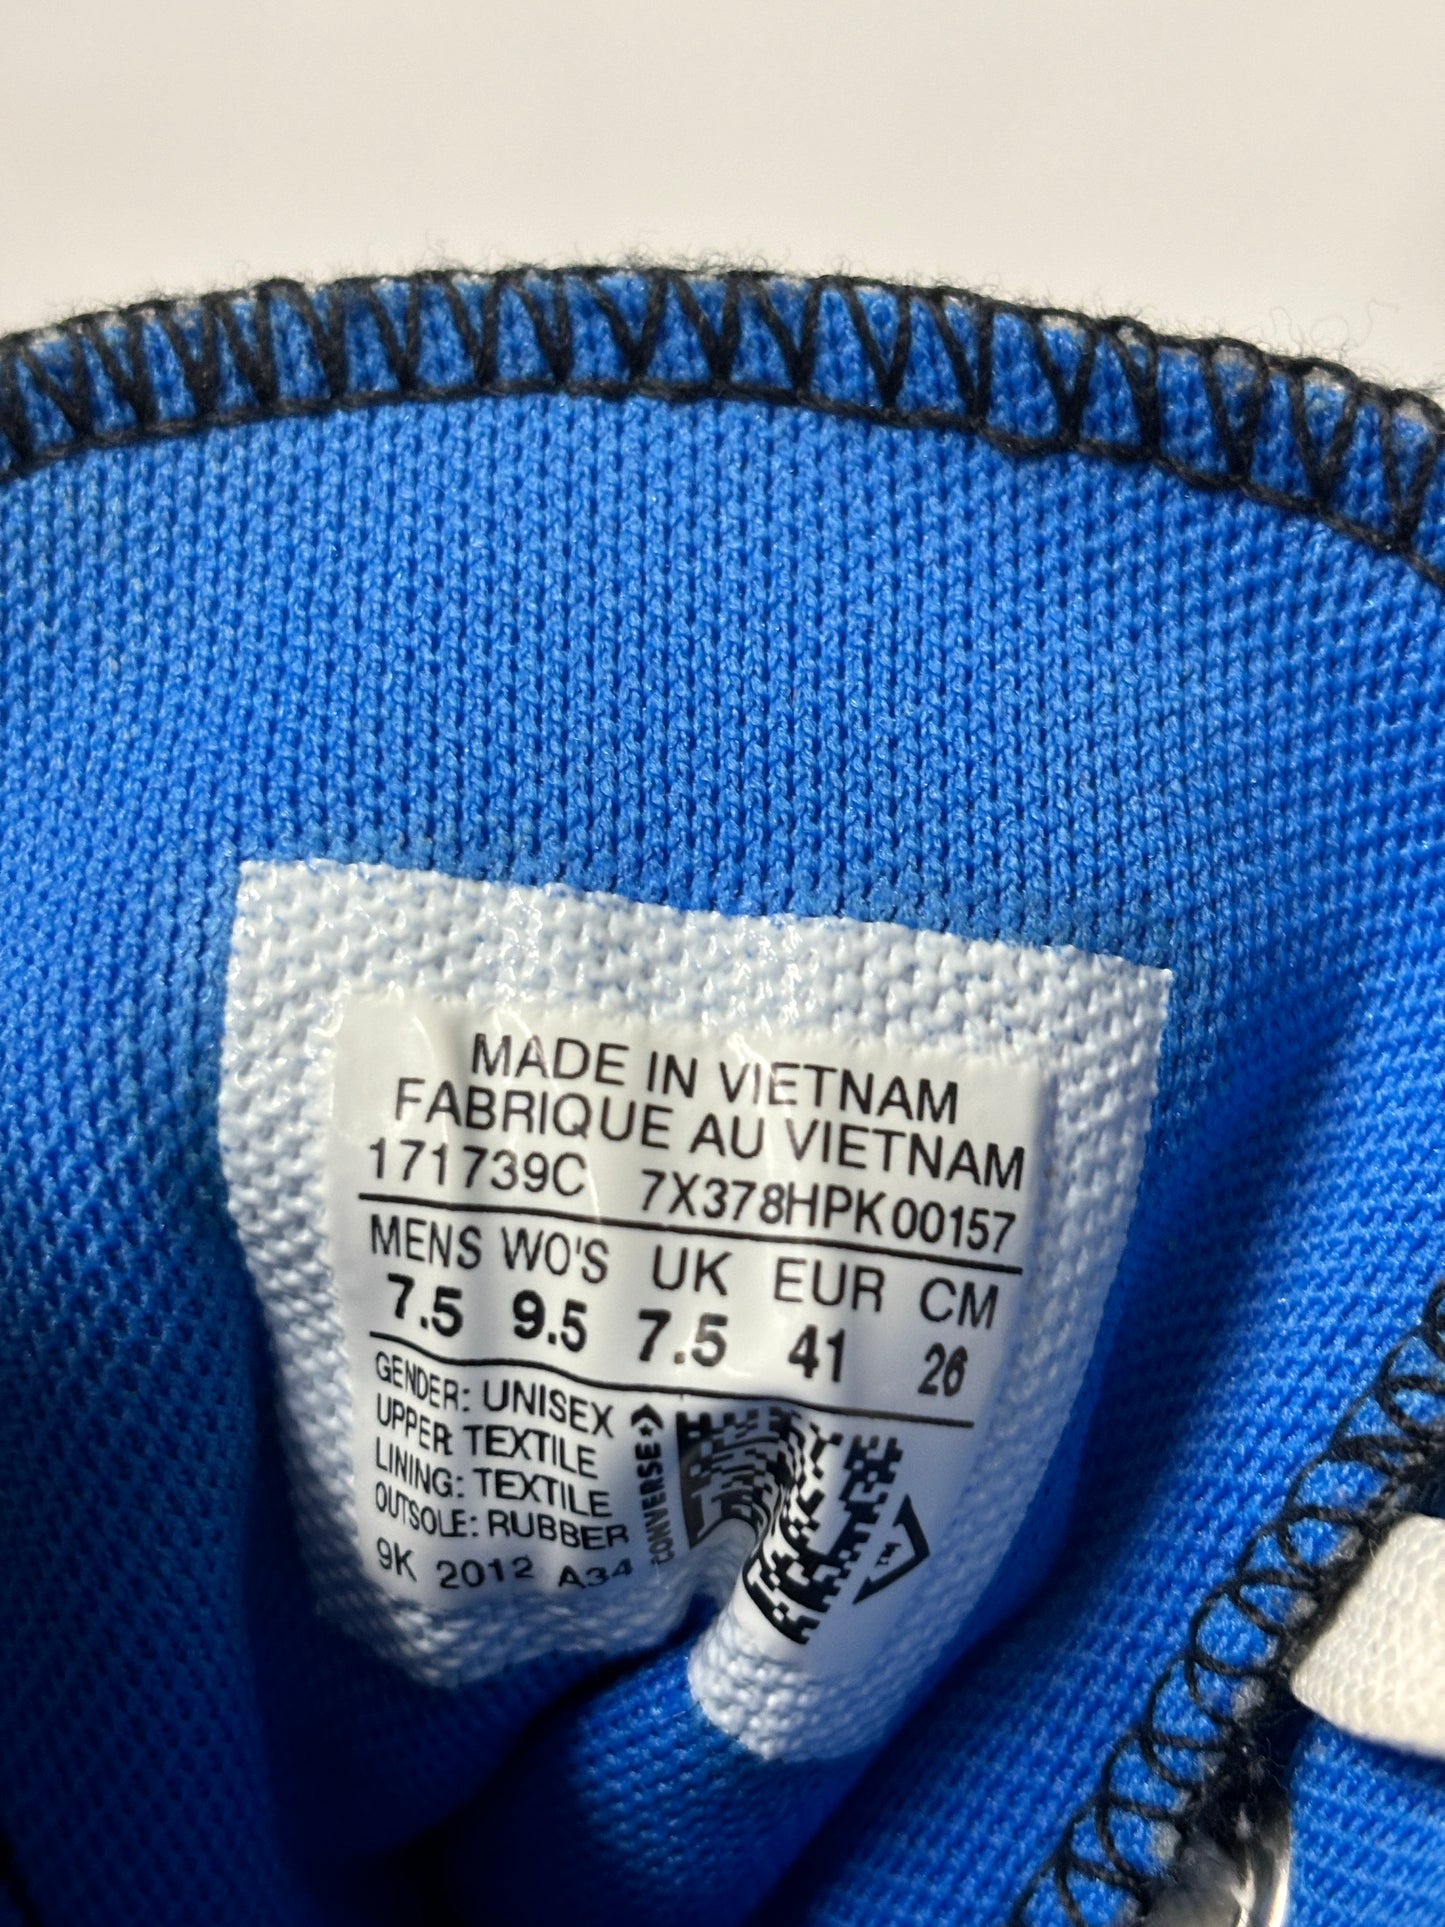 MADE IN VIETNAM
FABRIQUE AU VIETNAM
171739C 7X378HPK00157
MENS WO'S UK EUR CM
7.5 9.5 7.5 41 26
GENDER: UNISEX
UPPER: TEXTILE
LINING: TEXTILE
OUTSOLE: RUBBER
9K 2012 A34
CONVERSE
TM